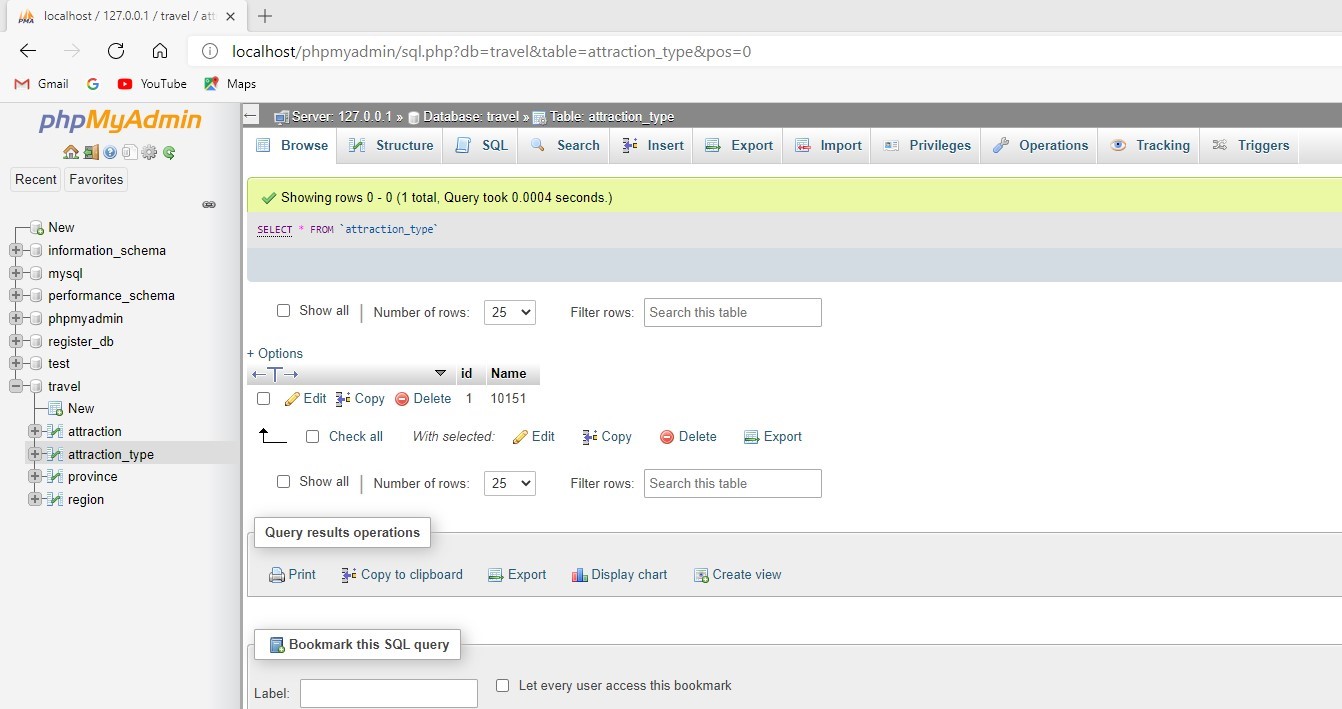 localhost / 127.0.0.1 / travel / att
localhost/phpmyadmin/sql.php?db=travel&table=attraction_type&pos=0
Gmail YouTube Maps
phpMyAdmin
Recent Favorites
New
information_schema
mysql
performance_schema
phpmyadmin
register_db
test
travel
New
attraction
attraction_type
province
region
Server: 127.0.0.1 » Database: travel » Table: attraction_type
Browse Structure SQL Search Insert Export Import Privileges Operations Tracking Triggers
Showing rows 0 - 0 (1 total, Query took 0.0004 seconds.)
SELECT * FROM `attraction_type`
Show all | Number of rows: 25 Filter rows: Search this table
+ Options
←T→ id Name
Edit Copy Delete 1 10151
Check all With selected: Edit Copy Delete Export
Show all | Number of rows: 25 Filter rows: Search this table
Query results operations
Print Copy to clipboard Export Display chart Create view
Bookmark this SQL query
Label: Let every user access this bookmark